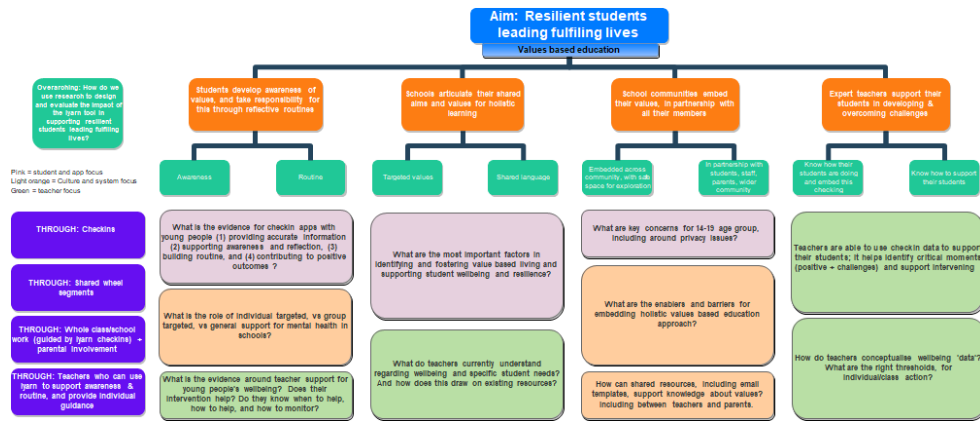 Aim: Resilient students
leading fulfiling lives
Values based education
Overarching: How do we
use research to design
and evaluate the impact of
the Iyarn tool in
supporting resilient
students leading fulfiling
lives?
Students develop awareness of
values, and take responsibility for
this through reflective routines
Schools articulate their shared
aims and values for holistic
learning
School communities embed
their values, in partnership with
all their members
Expert teachers support their
students in developing &
overcoming challenges
Pink = student and app focus
Light orange = Culture and system focus
Green = teacher focus
Awareness
Routine
Targeted values
Shared language
Embedded across
community, with safe
space for exploration
In partnership with
students, staff,
parents, wider
community
Know how their
students are doing
and embed this
checking
Know how to support
their students
THROUGH: Checkins
THROUGH: Shared wheel
segments
THROUGH: Whole class/school
work (guided by Iyarn checkins) +
parental involvement
THROUGH: Teachers who can use
Iyarn to support awareness &
routine, and provide individual
guidance
What is the evidence for checkin apps with
young people (1) providing accurate information
(2) supporting awareness and reflection, (3)
building routine, and (4) contributing to positive
outcomes ?
What is the role of individual targeted, vs group
targeted, vs general support for mental health in
schools?
What is the evidence around teacher support for
young people's wellbeing? Does their
intervention help? Do they know when to help,
how to help, and how to monitor?
What are the most important factors in
identifying and fostering value based living and
supporting student wellbeing and resilience?
What do teachers currently understand
regarding wellbeing and specific student needs?
And how does this draw on existing resources?
What are key concerns for 14-19 age group,
including around privacy issues?
What are the enablers and barriers for
embedding holistic values based education
approach?
How can shared resources, including email
templates, support knowledge about values?
Including between teachers and parents.
Teachers are able to use checkin data to support
their students; it helps identify critical moments
(positive + challenges) and support intervening
How do teachers conceptualise wellbeing 'data'?
What are the right thresholds, for
individual/class action?